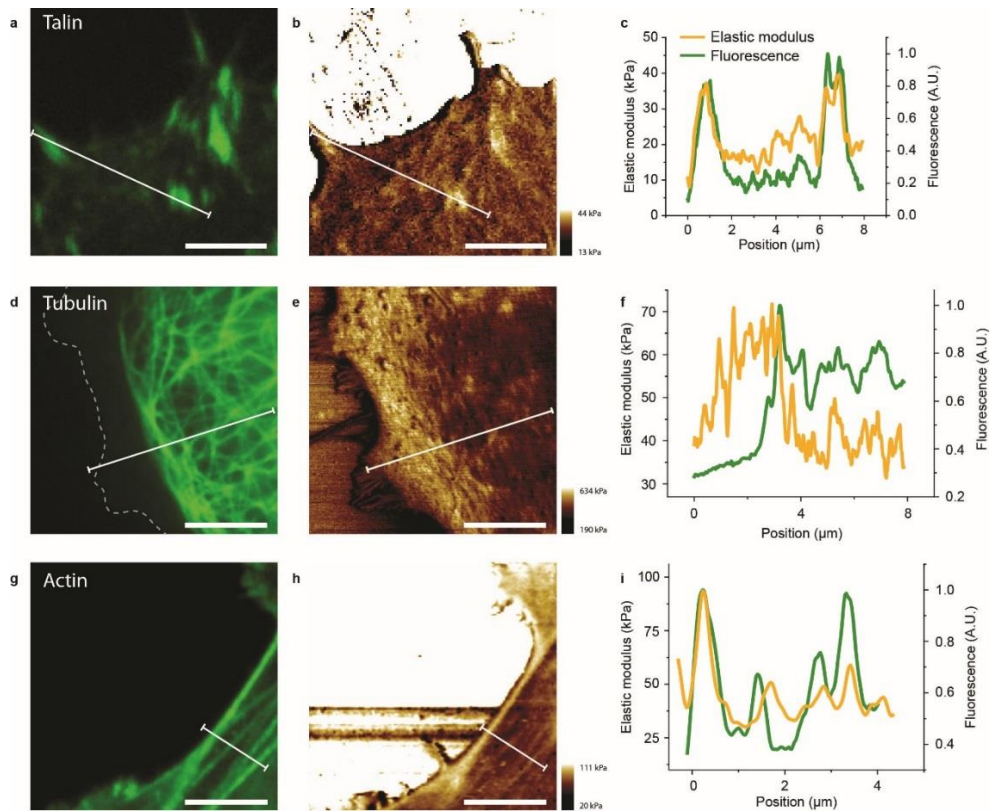 a Talin
b
44 kPa
13 kPa
c
Elastic modulus
Fluorescence
Elastic modulus (kPa)
50
40
30
20
10
0
Fluorescence (A.U.)
1.0
0.8
0.6
0.4
0.2
0.0
0 2 4 6 8
Position (µm)
d Tubulin
e
634 kPa
190 kPa
f
Elastic modulus (kPa)
70
60
50
40
30
Fluorescence (A.U.)
1.0
0.8
0.6
0.4
0.2
0 4 8
Position (µm)
g Actin
h
111 kPa
20 kPa
i
Elastic modulus (kPa)
100
75
50
25
Fluorescence (A.U.)
1.0
0.8
0.6
0.4
0 2 4
Position (µm)